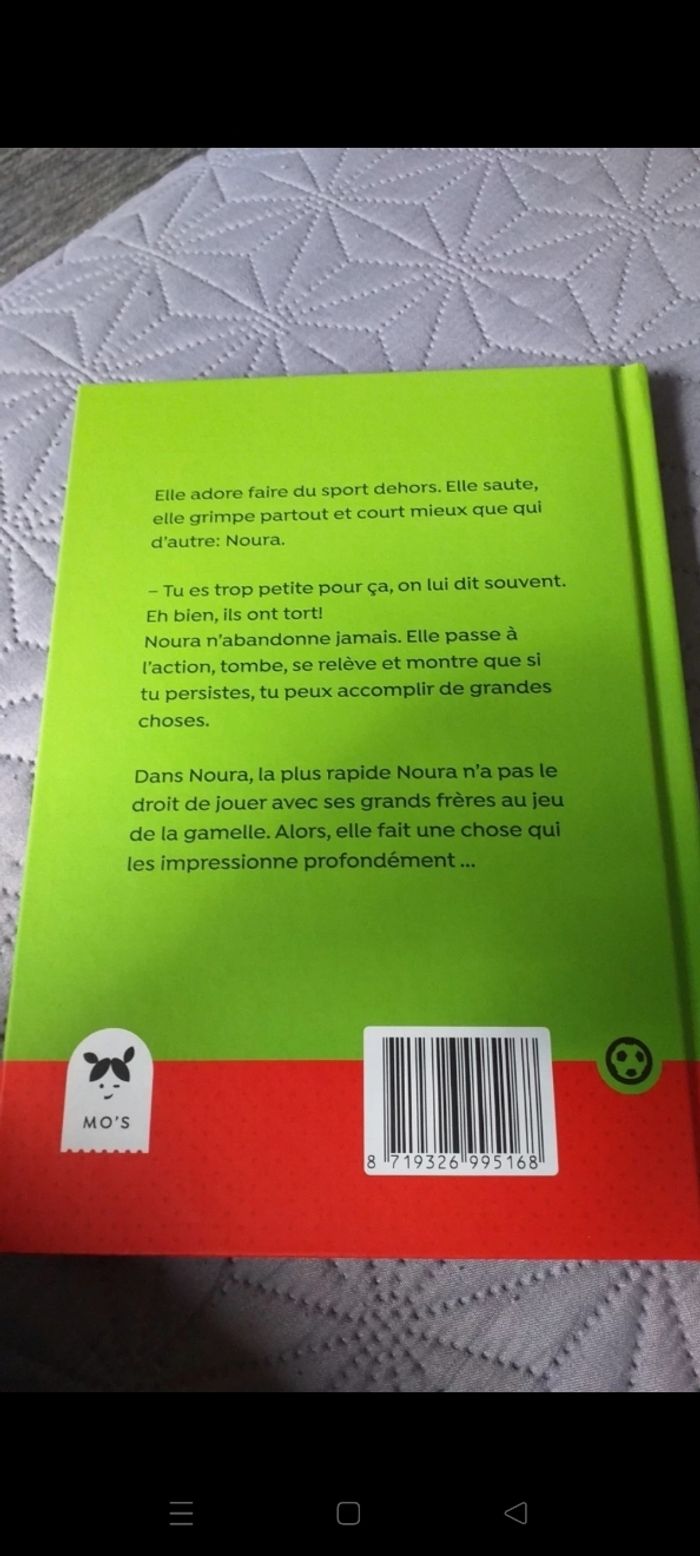 Elle adore faire du sport dehors. Elle saute,
elle grimpe partout et court mieux que qui
d'autre: Noura.
– Tu es trop petite pour ça, on lui dit souvent.
Eh bien, ils ont tort!
Noura n'abandonne jamais. Elle passe à
l'action, tombe, se relève et montre que si
tu persistes, tu peux accomplir de grandes
choses.
Dans Noura, la plus rapide Noura n'a pas le
droit de jouer avec ses grands frères au jeu
de la gamelle. Alors, elle fait une chose qui
les impressionne profondément ...
MO'S
8 719326 995168